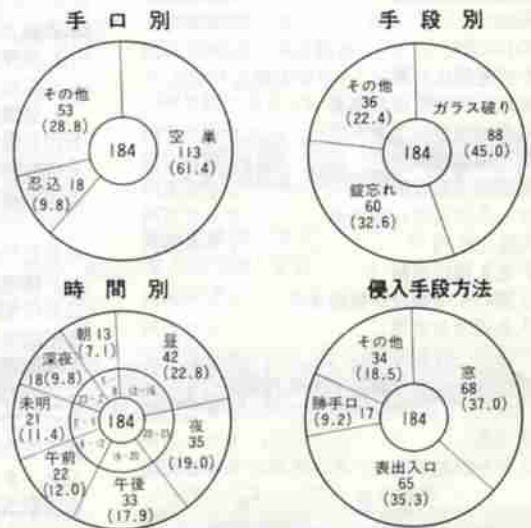 手口別
その他
53
(28.8)
空巣
113
(61.4)
忍込 18
(9.8)
184
手段別
その他
36
(22.4)
ガラス破り
88
(45.0)
錠忘れ
60
(32.6)
184
時間別
朝 13
(7.1)
昼
42
(22.8)
深夜
18(9.8)
未明
21
(11.4)
午前
22
(12.0)
午後
33
(17.9)
夜
35
(19.0)
184
侵入手段方法
その他
34
(18.5)
窓
68
(37.0)
勝手口 17
(9.2)
表出入口
65
(35.3)
184